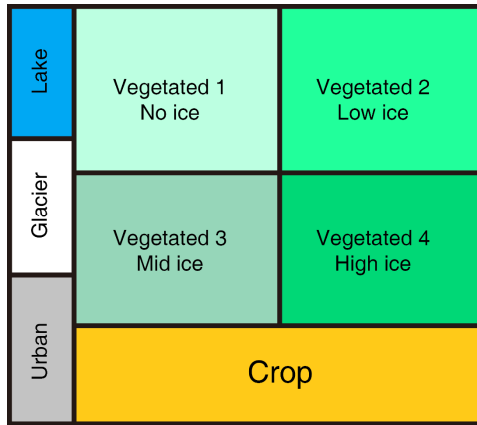 Lake
Vegetated 1
No ice
Vegetated 2
Low ice
Glacier
Vegetated 3
Mid ice
Vegetated 4
High ice
Urban
Crop